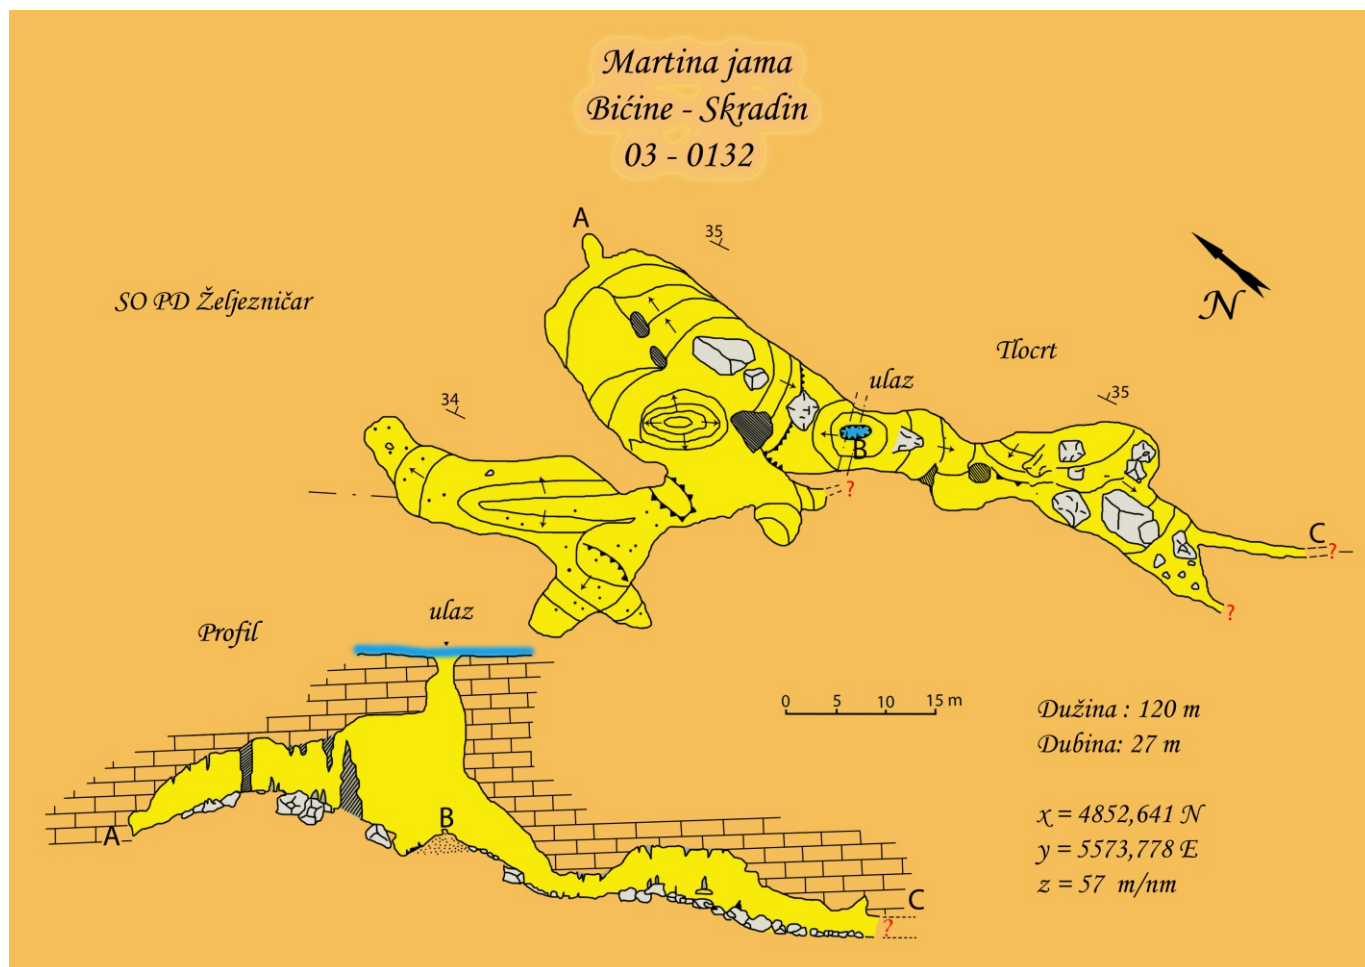 Martina jama
Bićine - Skradin
03 - 0132
A
35
SO PD Željezničar
N
Tlocrt
ulaz
35
34
B
?
C
?
?
ulaz
Profil
0 5 10 15 m
Dužina : 120 m
Dubina: 27 m
x = 4852,641 N
y = 5573,778 E
z = 57 m/nm
A
B
C
?